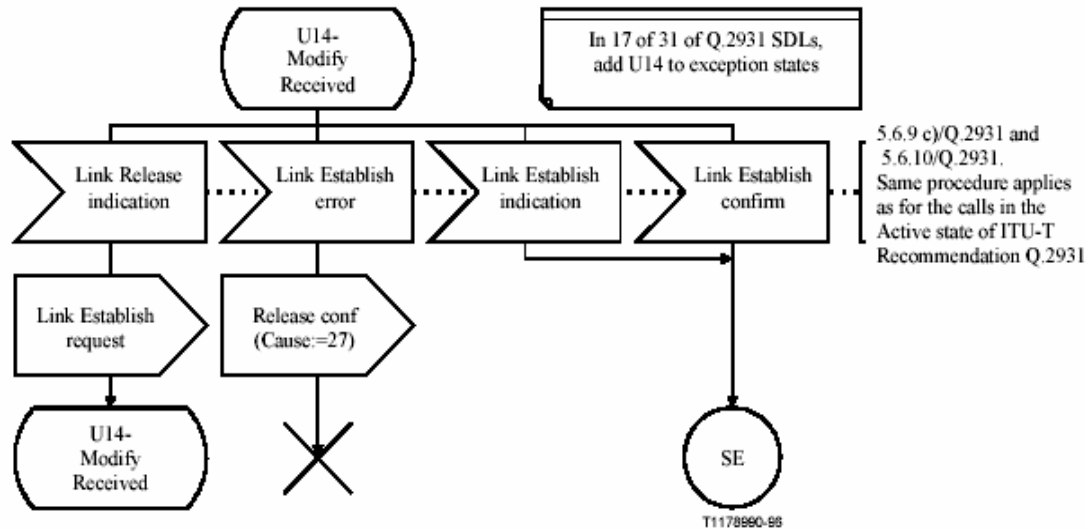 U14-
Modify
Received
In 17 of 31 of Q.2931 SDLs,
add U14 to exception states
Link Release
indication
Link Establish
error
Link Establish
indication
Link Establish
confirm
5.6.9 c)/Q.2931 and
5.6.10/Q.2931.
Same procedure applies
as for the calls in the
Active state of ITU-T
Recommendation Q.2931
Link Establish
request
Release conf
(Cause:=27)
U14-
Modify
Received
SE
T1178990-96